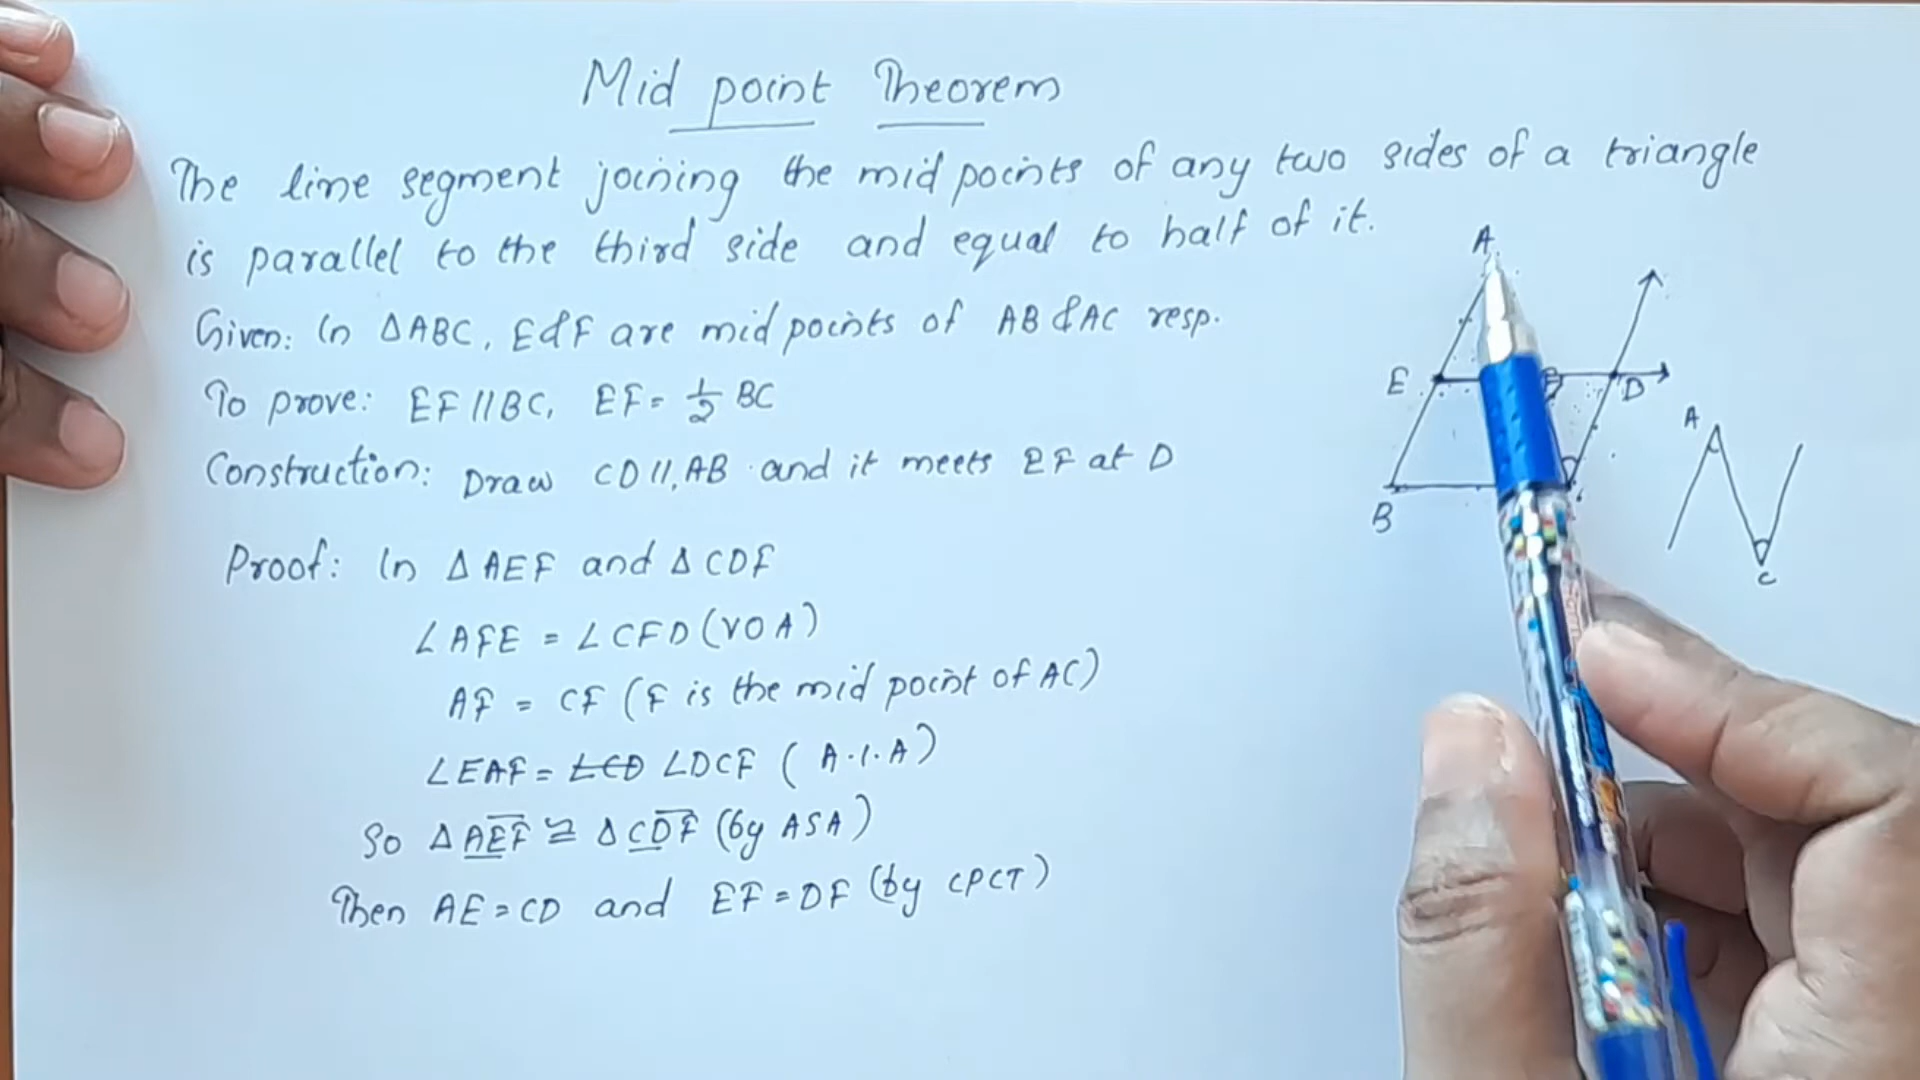 Mid point Theorem
The line segment joining the mid points of any two sides of a triangle
is parallel to the third side and equal to half of it.
Given: In ΔABC, E & F are mid points of AB & AC resp.
To prove: EF // BC, EF = 1/2 BC
Construction: Draw CD // AB and it meets EF at D
Proof: In Δ AEF and Δ CDF
∠AFE = ∠CFD (VOA)
AF = CF (F is the mid point of AC)
∠EAF = ∠CD ∠DCF (A.I.A)
So Δ AEF ≅ Δ CDF (by ASA)
Then AE = CD and EF = DF (by CPCT)
A
E
D
B
A
C